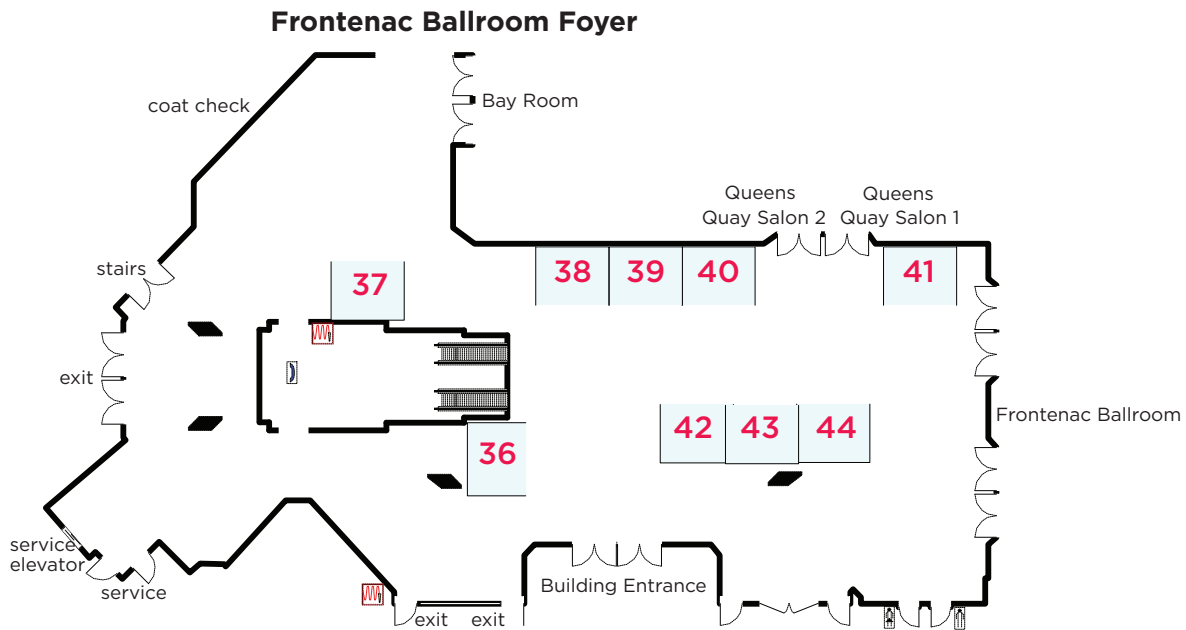 Frontenac Ballroom Foyer
coat check
Bay Room
Queens
Quay Salon 2
Queens
Quay Salon 1
stairs
37
38
39
40
41
exit
Frontenac Ballroom
42
43
44
36
service
elevator
service
Building Entrance
exit
exit